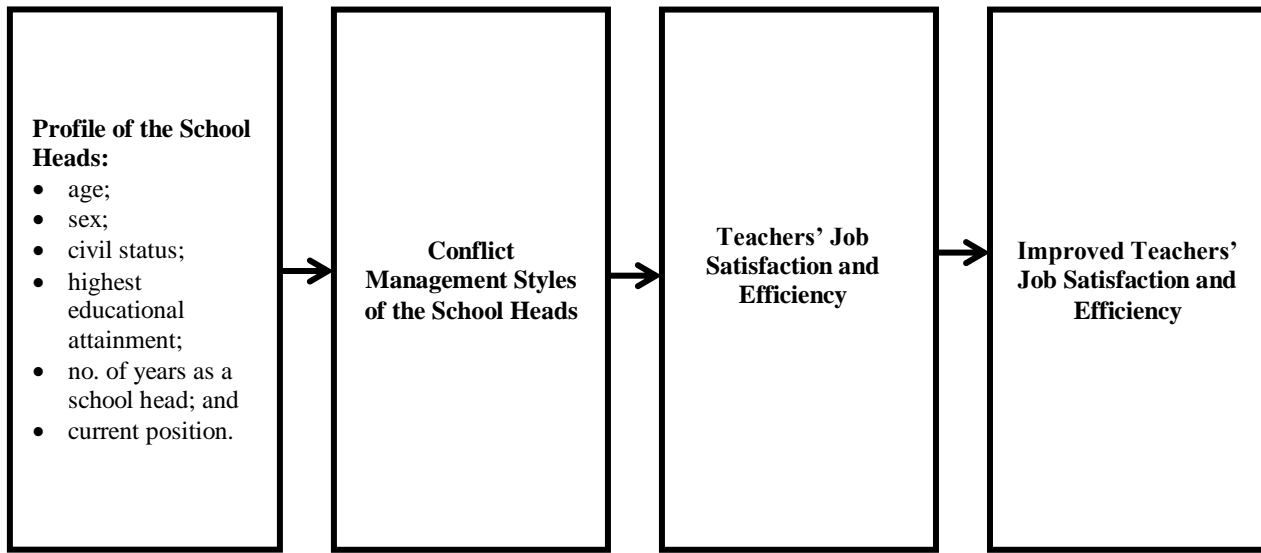 Profile of the School
Heads:
• age;
• sex;
• civil status;
• highest
educational
attainment;
• no. of years as a
school head; and
• current position.
Conflict
Management Styles
of the School Heads
Teachers’ Job
Satisfaction and
Efficiency
Improved Teachers’
Job Satisfaction and
Efficiency